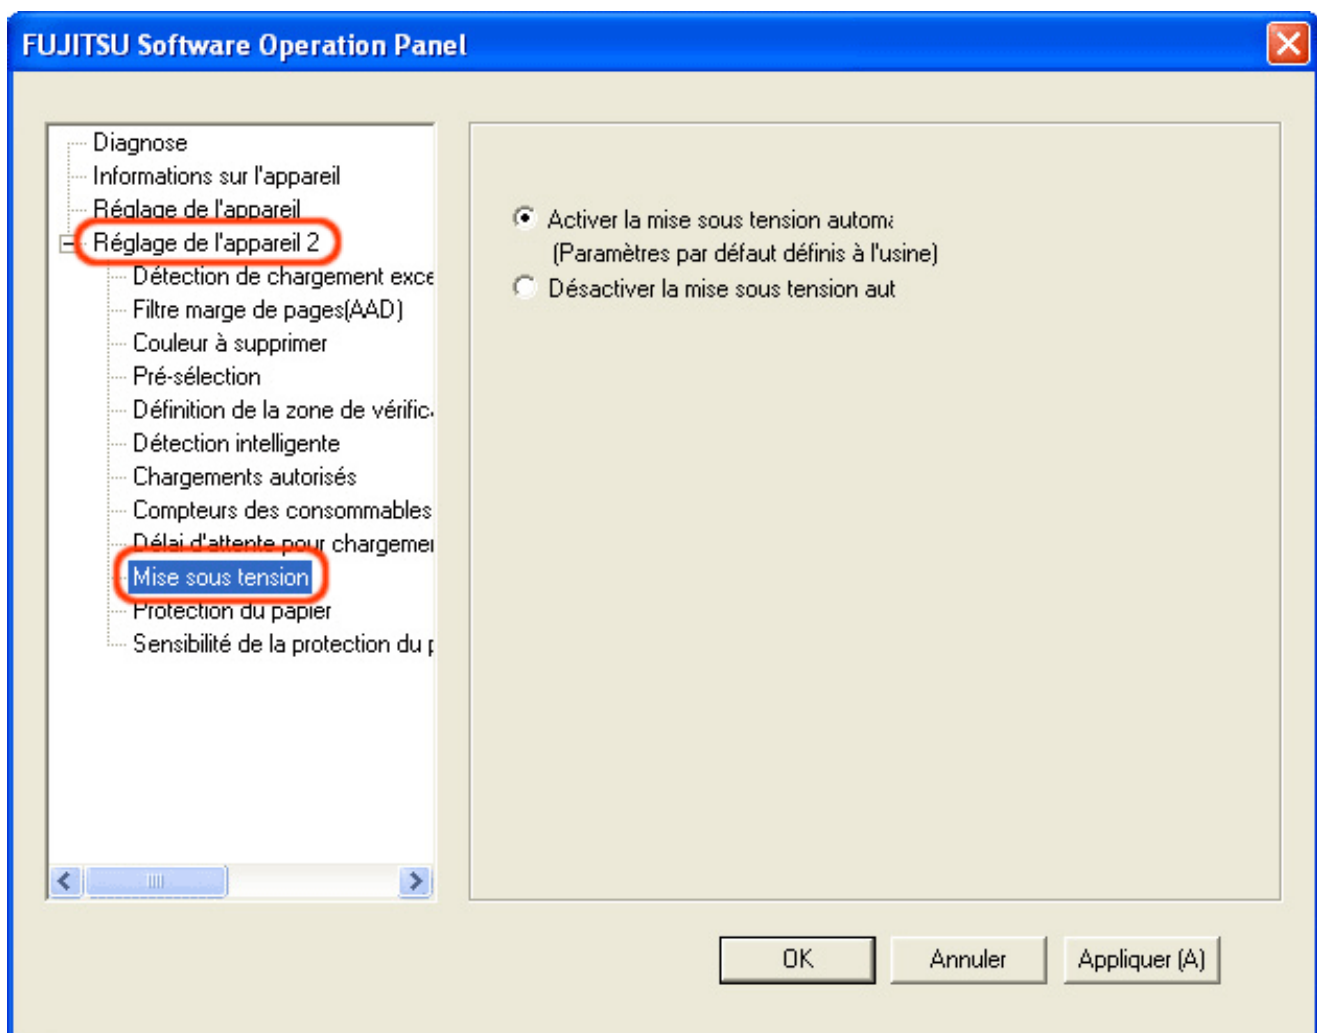 FUJITSU Software Operation Panel
Diagnose
Informations sur l'appareil
Réglage de l'appareil
Réglage de l'appareil 2
Détection de chargement exce
Filtre marge de pages(AAD)
Couleur à supprimer
Pré-sélection
Définition de la zone de vérific
Détection intelligente
Chargements autorisés
Compteurs des consommables
Délai d'attente pour chargemer
Mise sous tension
Protection du papier
Sensibilité de la protection du p
Activer la mise sous tension automa
(Paramètres par défaut définis à l'usine)
Désactiver la mise sous tension aut
OK
Annuler
Appliquer (A)